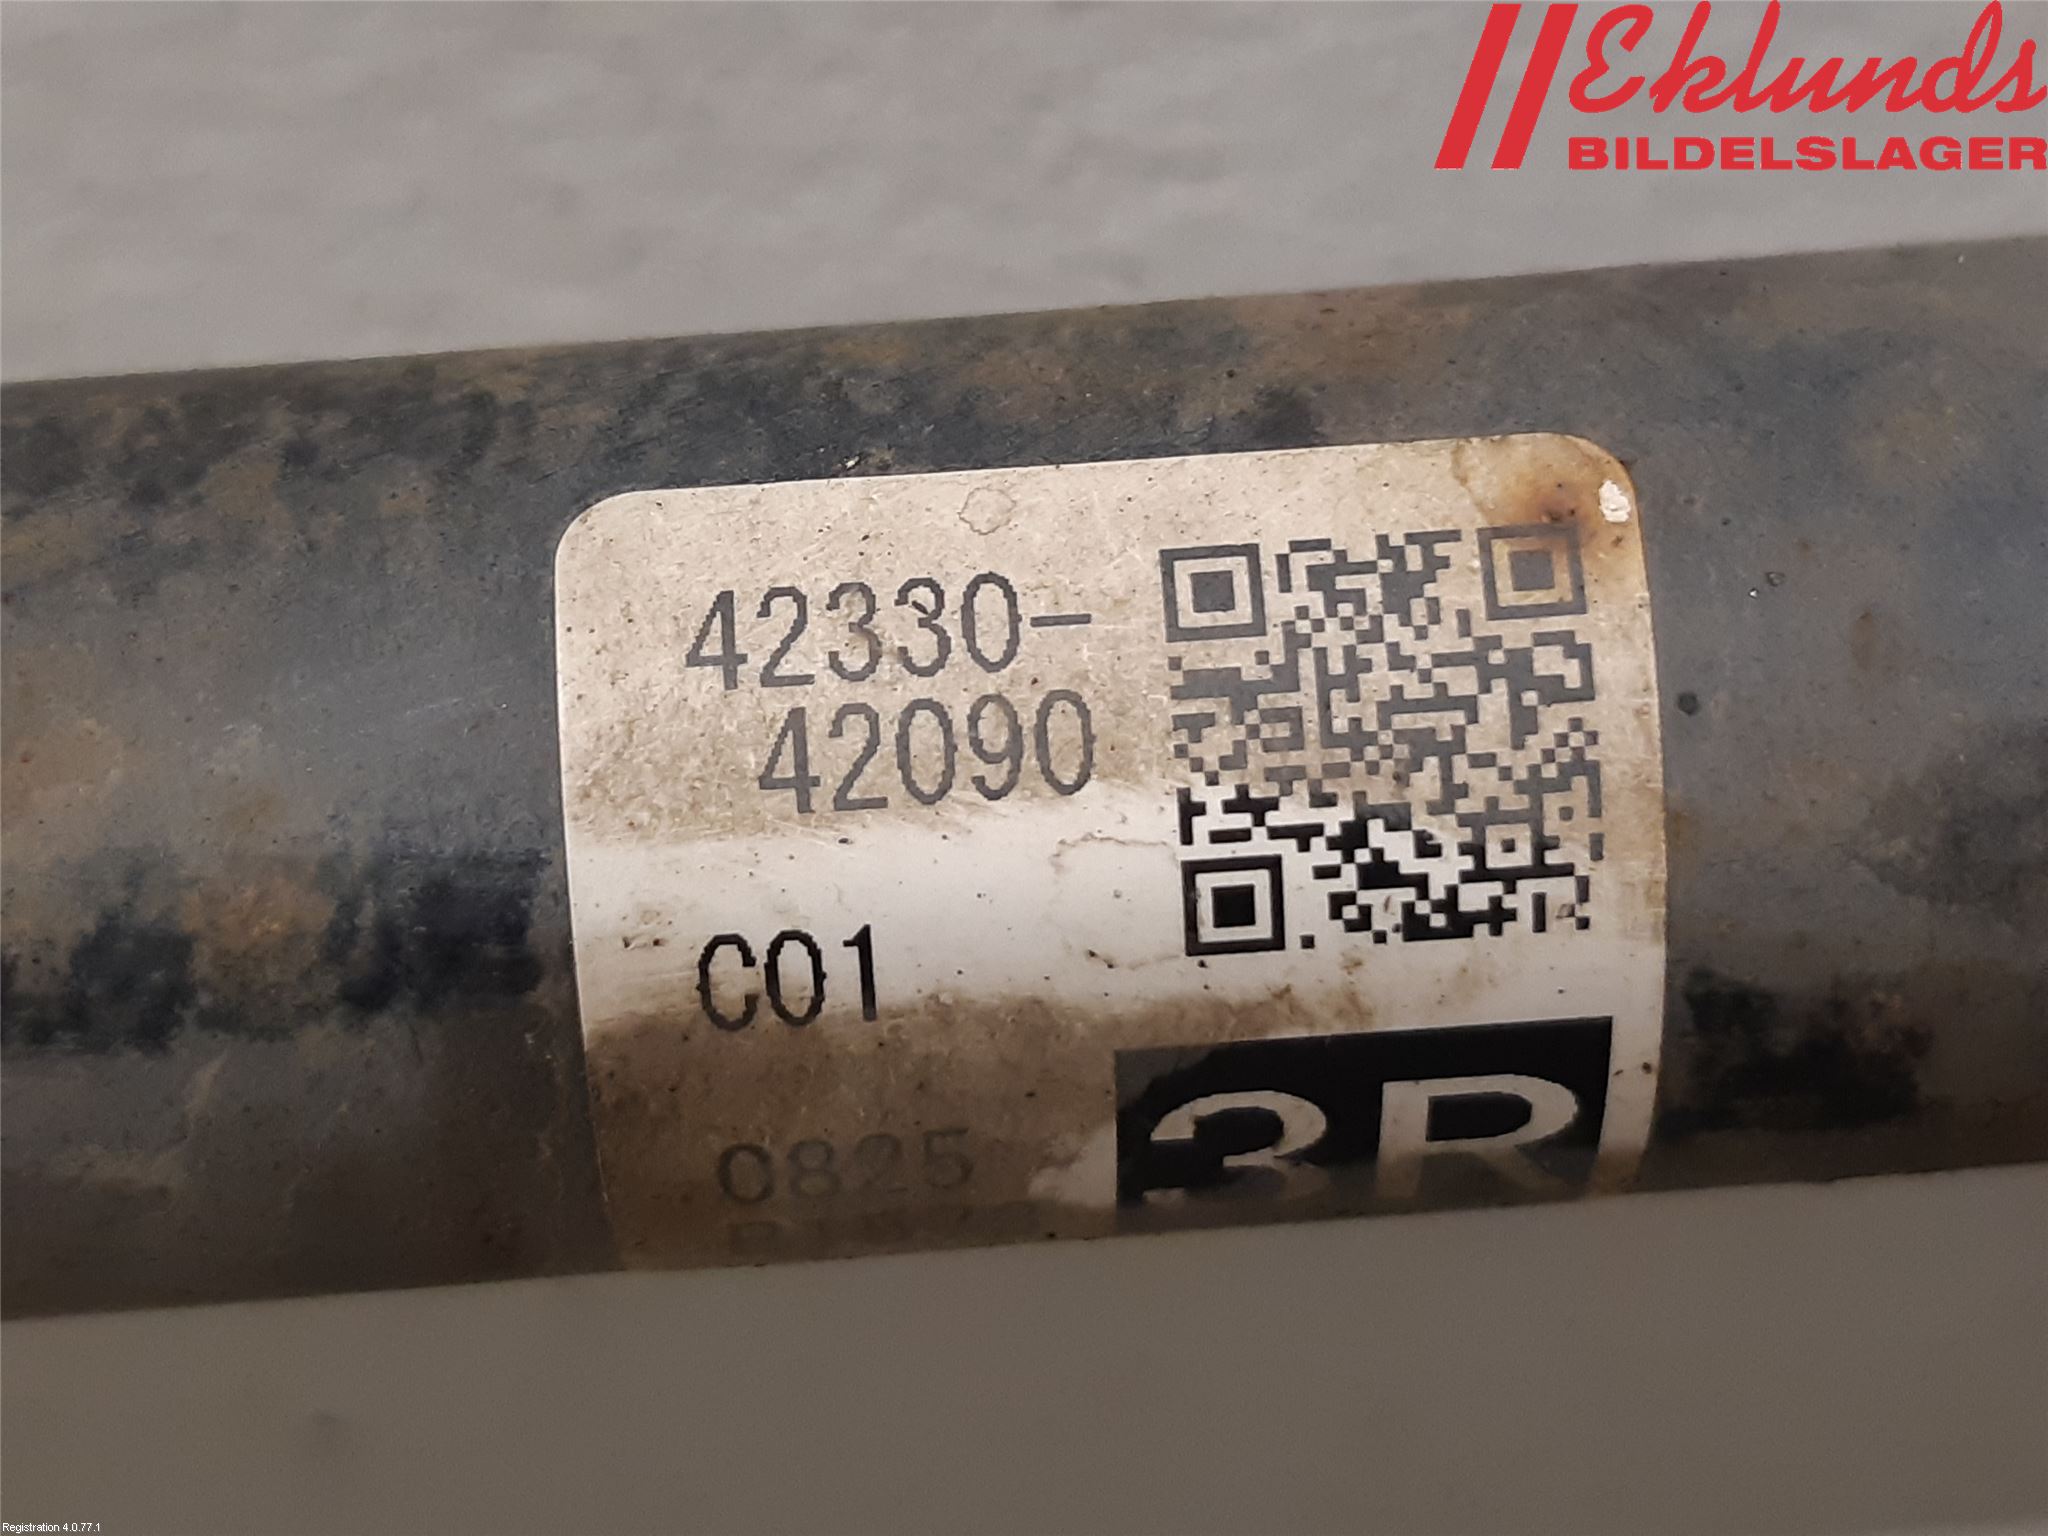 Eklunds
BILDELSLAGER
42330-
42090
C01
0825
3R
Registration 4.0.77.1